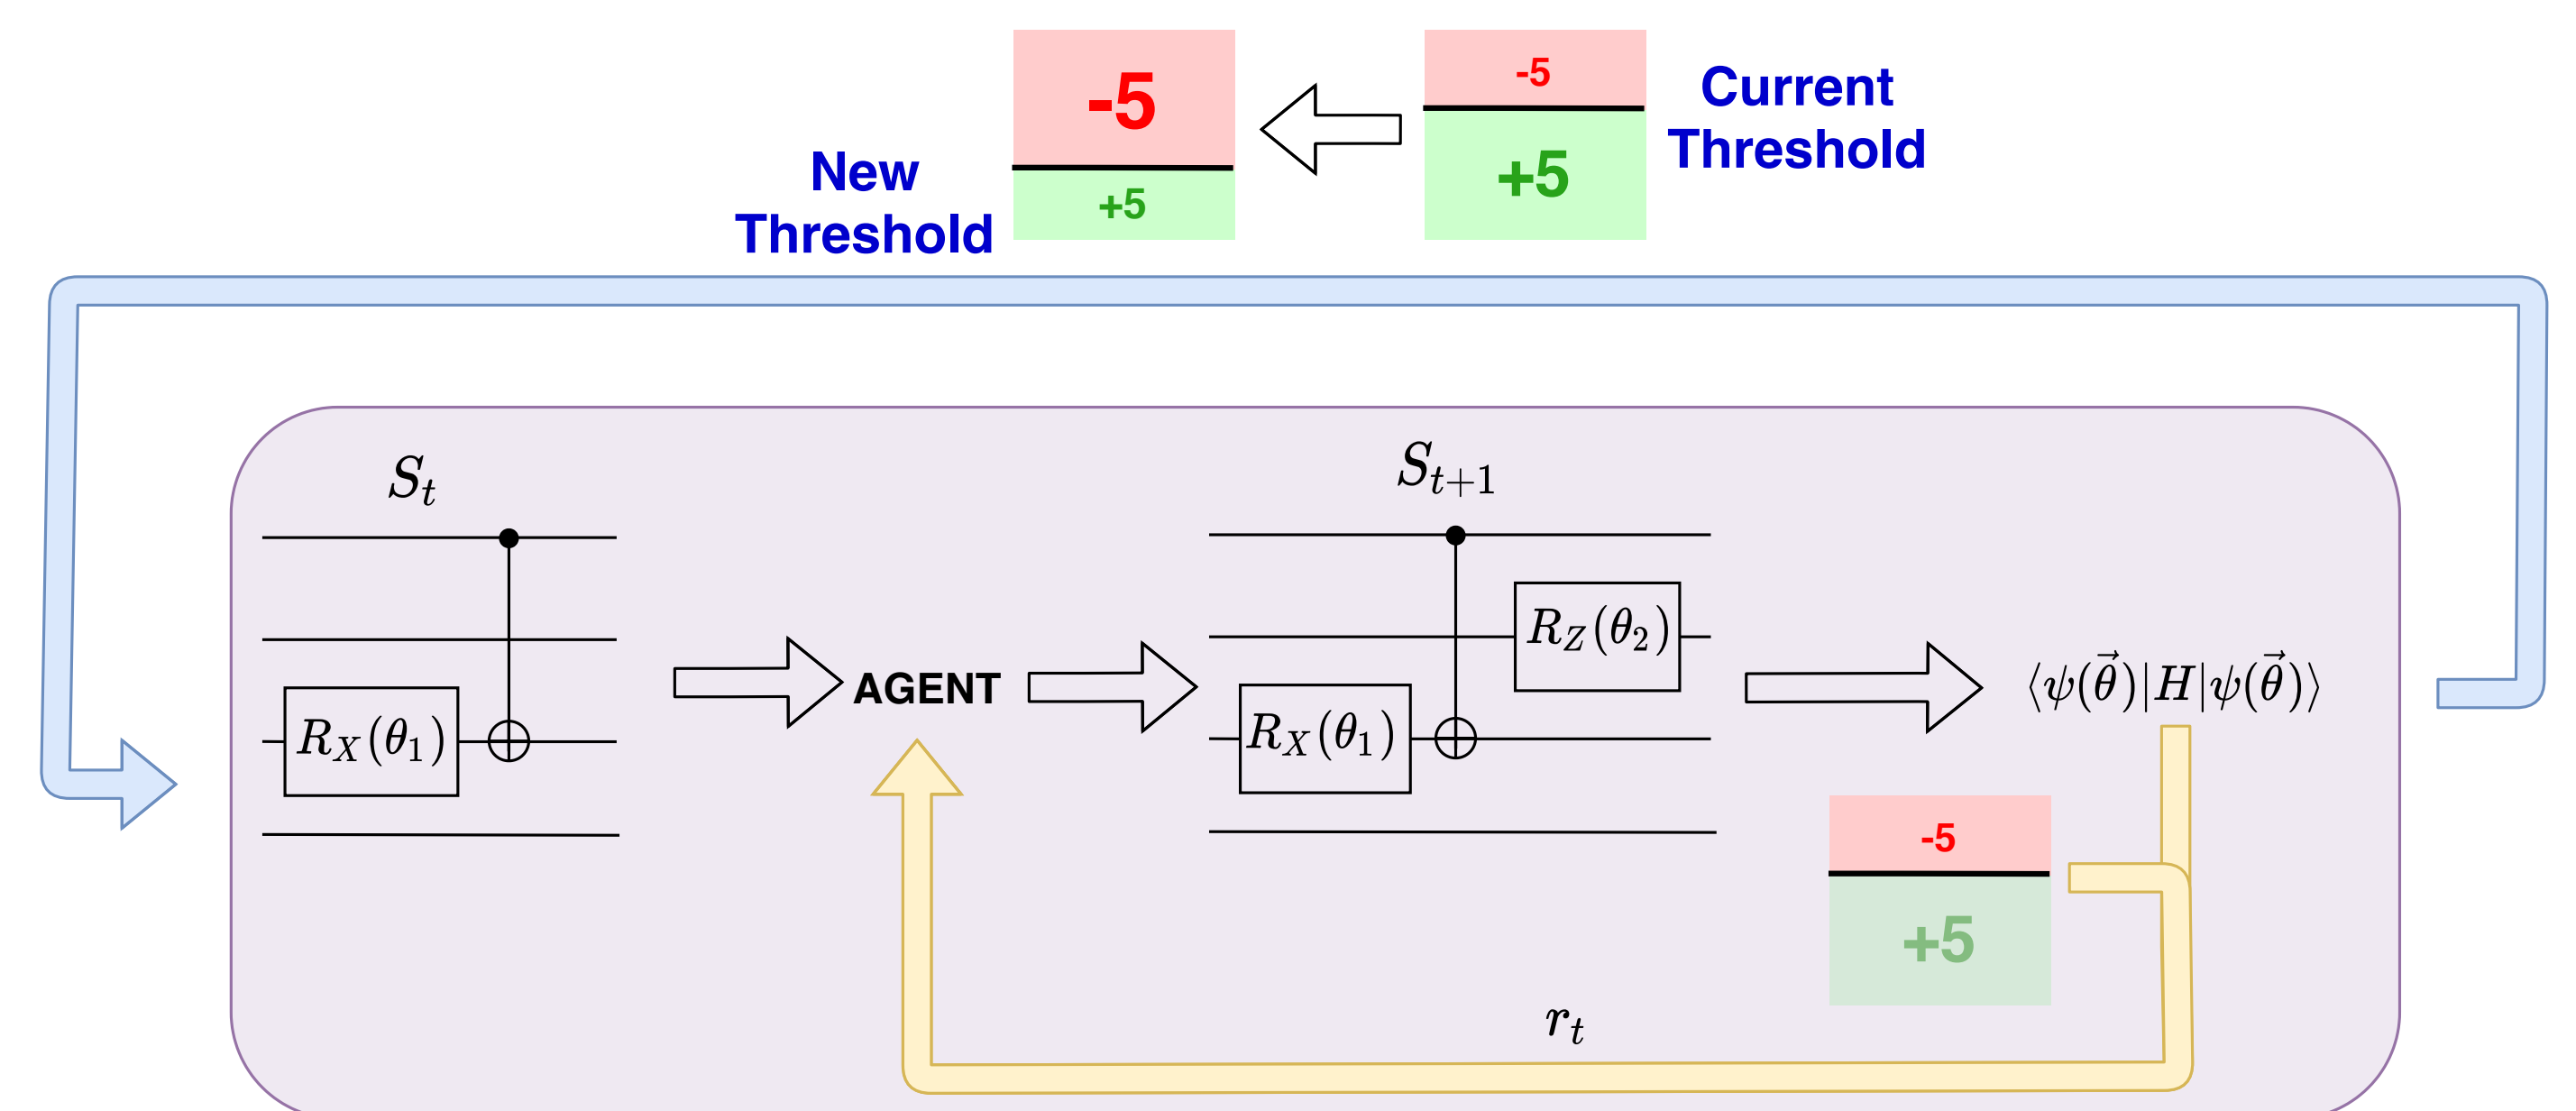 -5
+5
New
Threshold
-5
+5
Current
Threshold
S_t
R_X(θ_1)
AGENT
S_{t+1}
R_Z(θ_2)
R_X(θ_1)
⟨ψ(θ⃗)|H|ψ(θ⃗)⟩
-5
+5
r_t